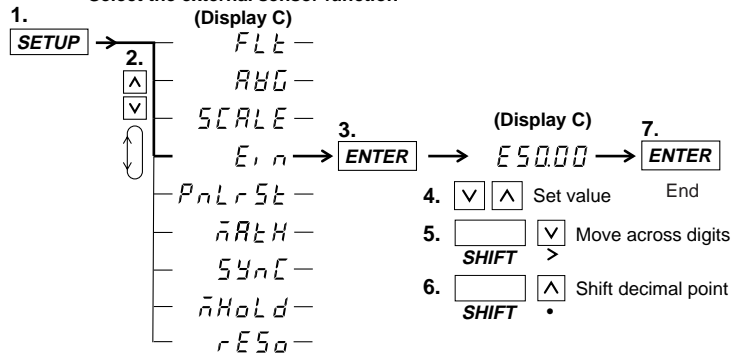 Select the external sensor function
1.
(Display C)
SETUP
2.
FLt
AVG
SCALE
Ein
PnLrSt
mAtH
SYnC
mHoLd
rESo
3.
ENTER
(Display C)
E 50.00
7.
ENTER
End
4. ∨ ∧ Set value
5. ∨ Move across digits
SHIFT >
6. ∧ Shift decimal point
SHIFT •